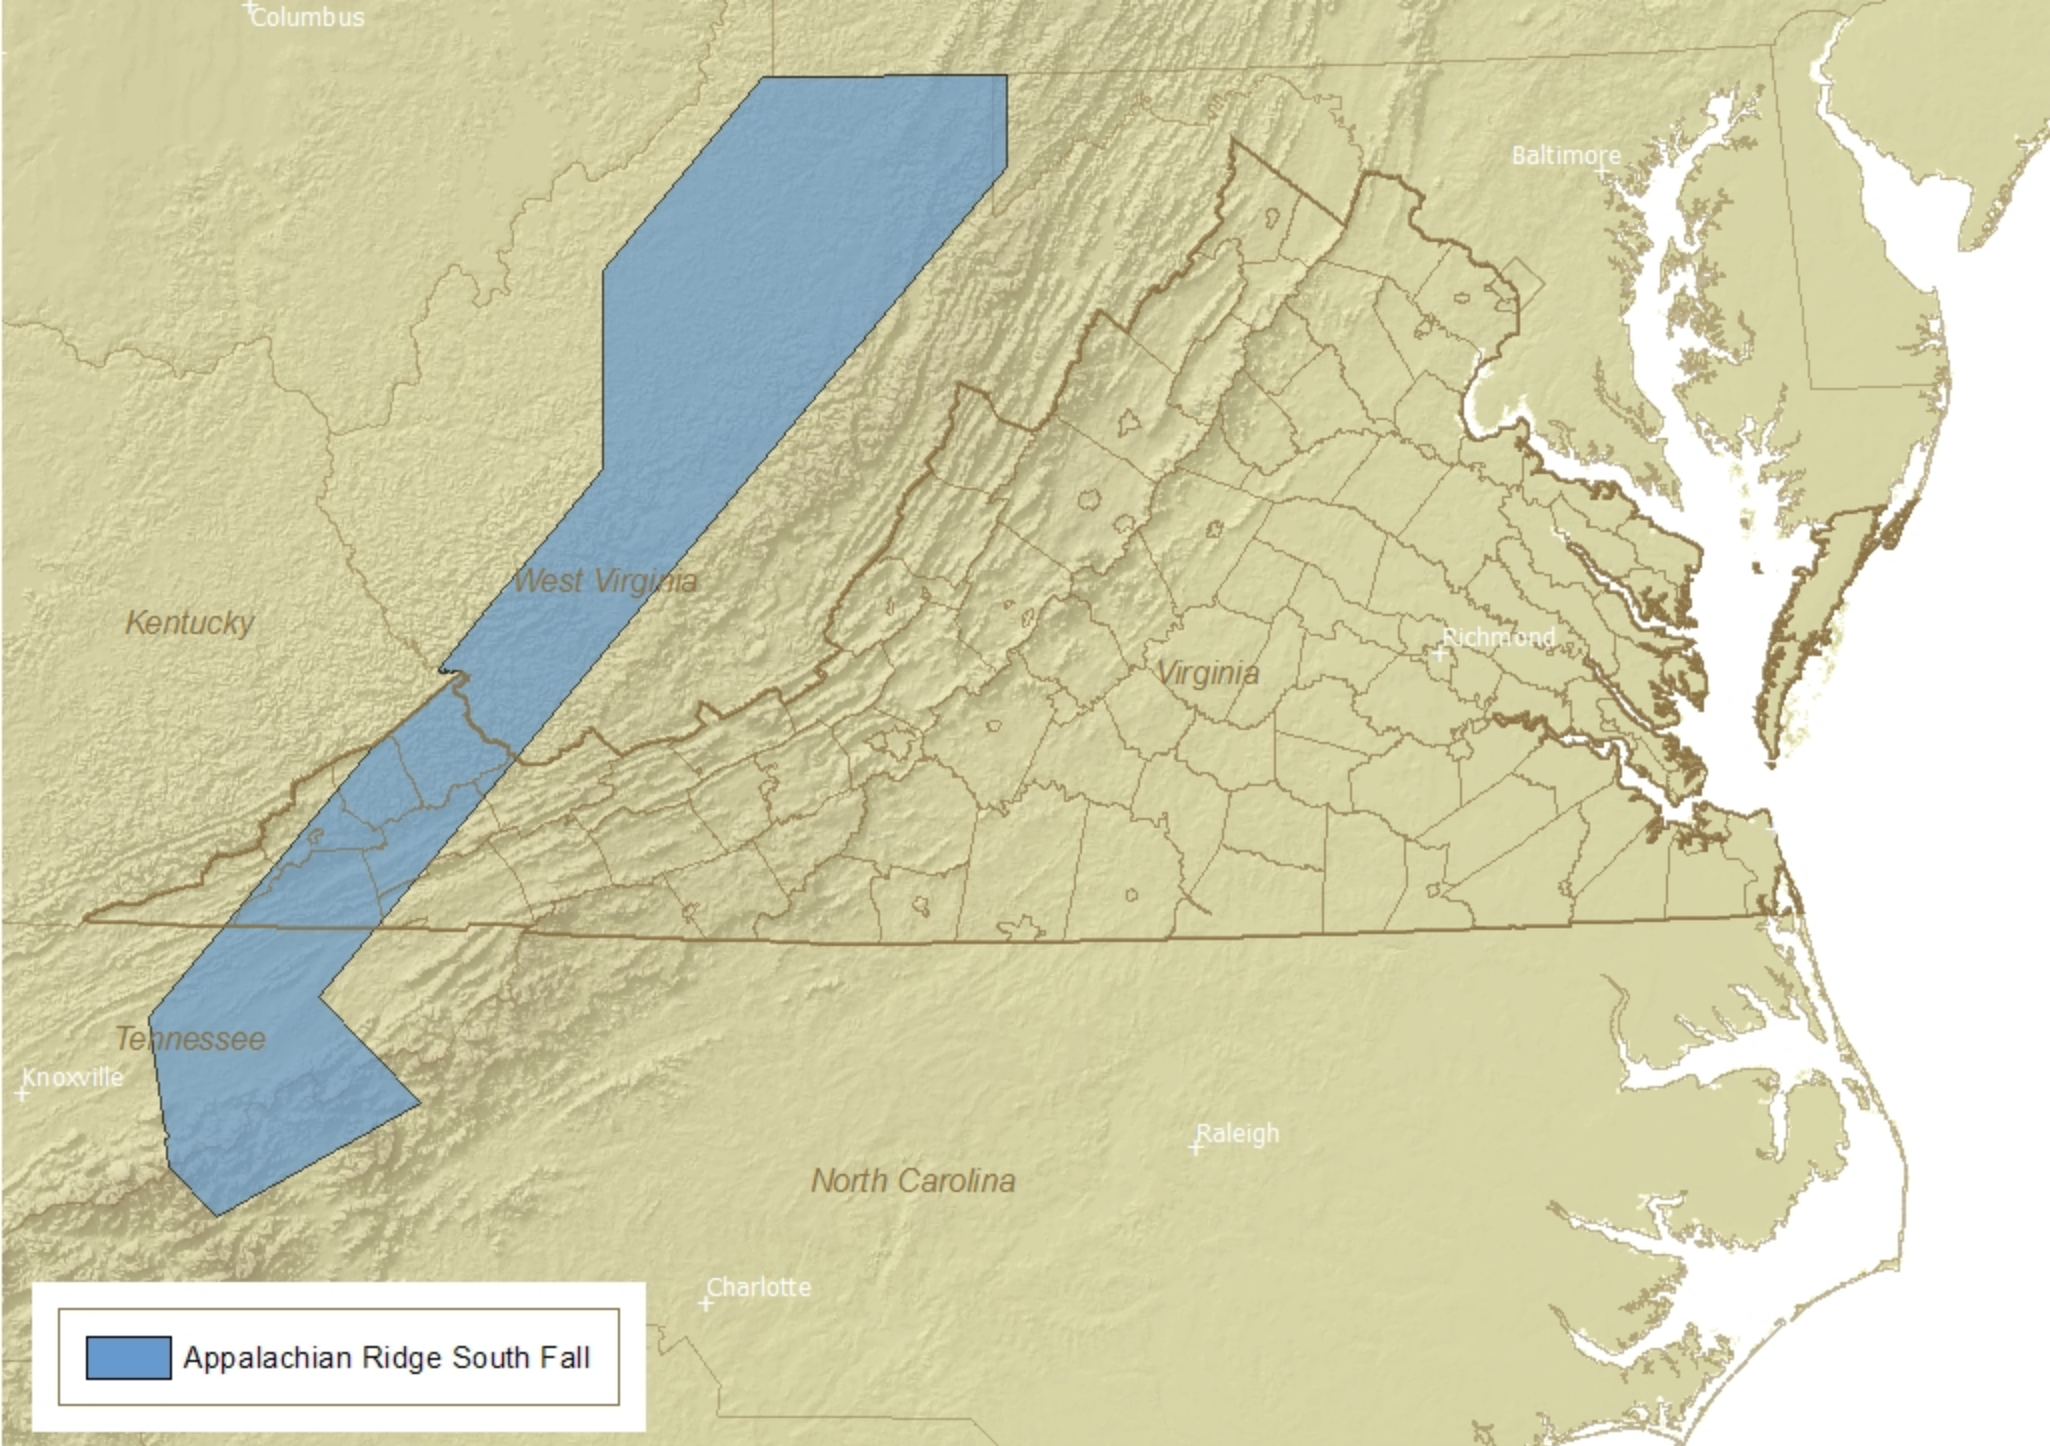 Columbus
Baltimore
West Virginia
Kentucky
Richmond
Virginia
Tennessee
Knoxville
Raleigh
North Carolina
Charlotte
Appalachian Ridge South Fall